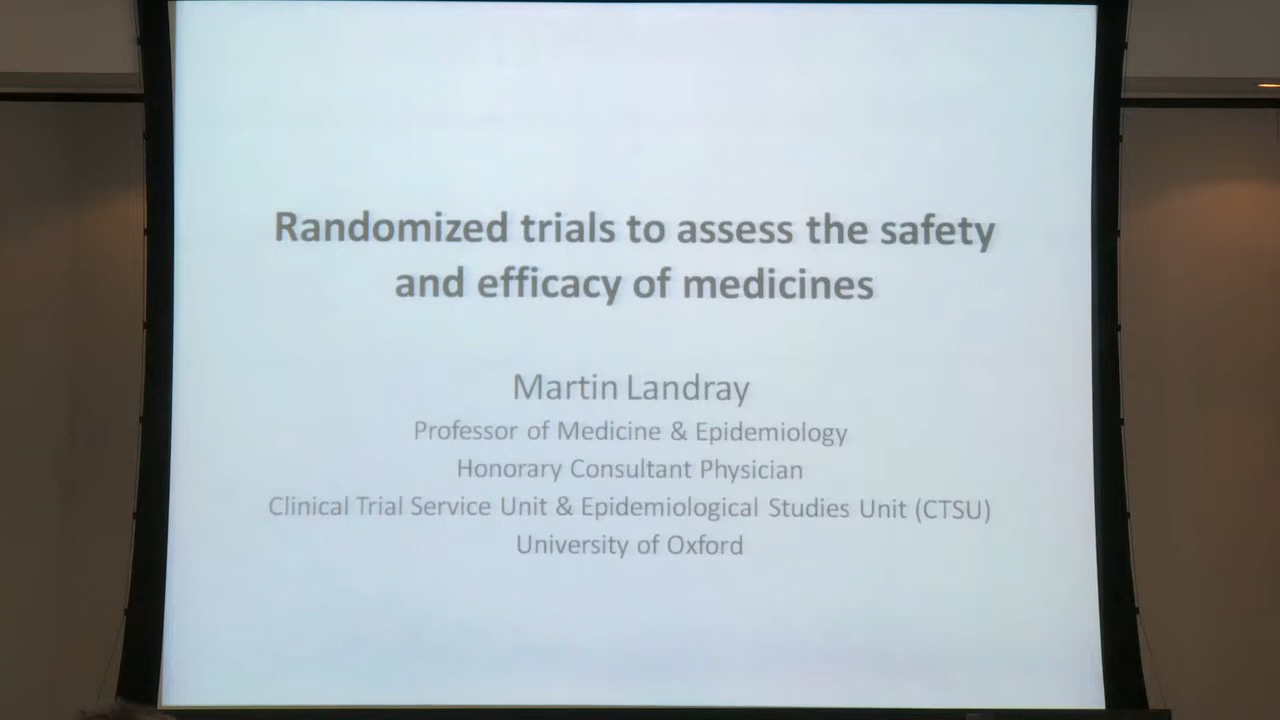 Randomized trials to assess the safety
and efficacy of medicines
Martin Landray
Professor of Medicine & Epidemiology
Honorary Consultant Physician
Clinical Trial Service Unit & Epidemiological Studies Unit (CTSU)
University of Oxford